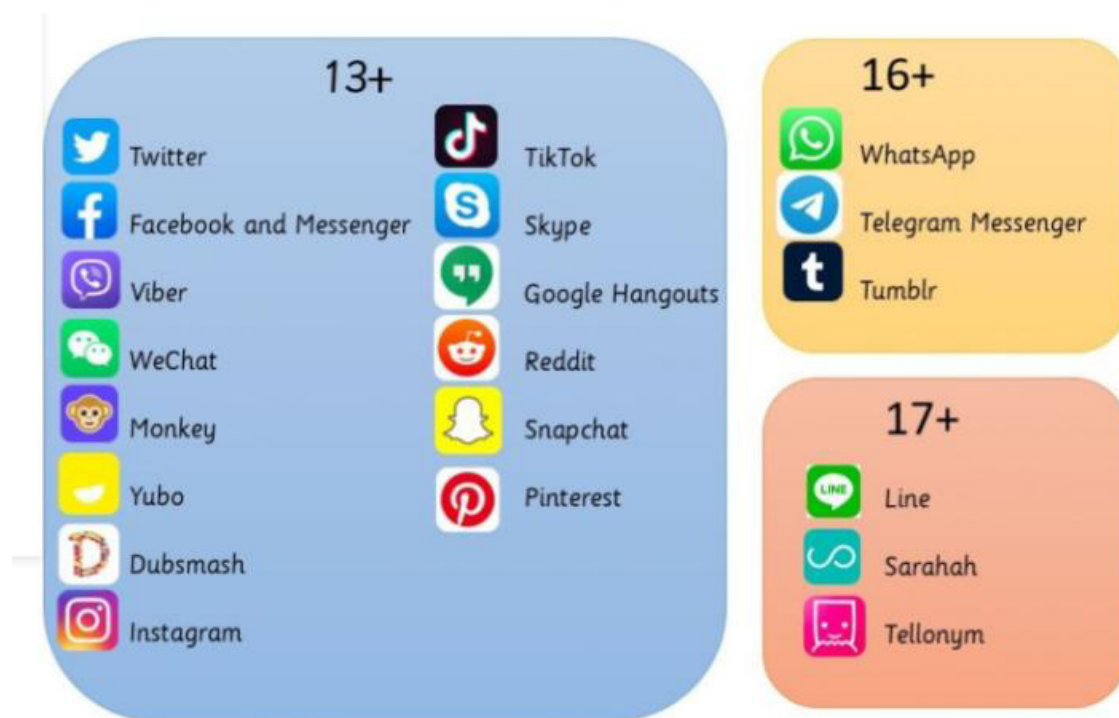 13+
Twitter
Facebook and Messenger
Viber
WeChat
Monkey
Yubo
Dubsmash
Instagram
TikTok
Skype
Google Hangouts
Reddit
Snapchat
Pinterest
16+
WhatsApp
Telegram Messenger
Tumblr
17+
LINE
Line
Sarahah
Tellonym